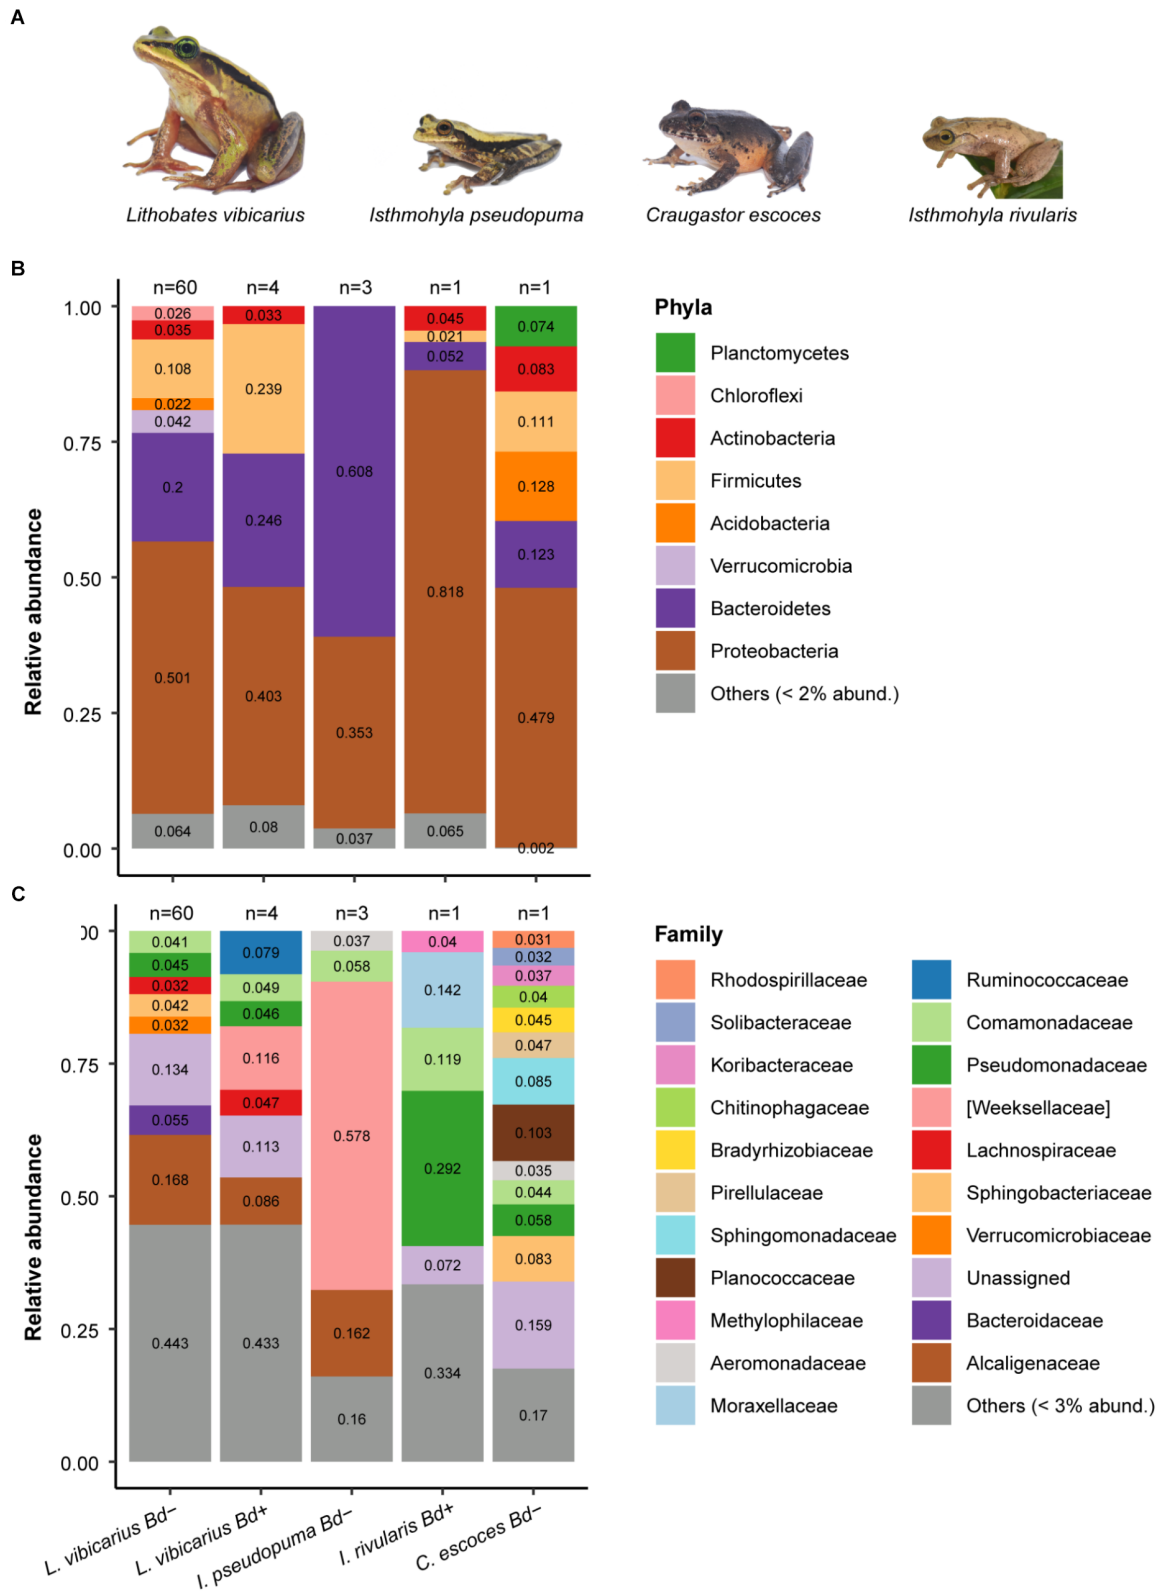 A
Lithobates vibicarius
Isthmohyla pseudopuma
Craugastor escoces
Isthmohyla rivularis
B
n=60
n=4
n=3
n=1
n=1
Relative abundance
1.00
0.75
0.50
0.25
0.00
0.026
0.035
0.108
0.022
0.042
0.2
0.501
0.064
0.033
0.239
0.246
0.403
0.08
0.608
0.353
0.037
0.045
0.021
0.052
0.818
0.065
0.074
0.083
0.111
0.128
0.123
0.479
0.002
Phyla
Planctomycetes
Chloroflexi
Actinobacteria
Firmicutes
Acidobacteria
Verrucomicrobia
Bacteroidetes
Proteobacteria
Others (< 2% abund.)
C
n=60
n=4
n=3
n=1
n=1
Relative abundance
00
0.75
0.50
0.25
0.00
0.041
0.045
0.032
0.042
0.032
0.134
0.055
0.168
0.443
0.079
0.049
0.046
0.116
0.047
0.113
0.086
0.433
0.037
0.058
0.578
0.162
0.16
0.04
0.142
0.119
0.292
0.072
0.334
0.031
0.032
0.037
0.04
0.045
0.047
0.085
0.103
0.035
0.044
0.058
0.083
0.159
0.17
L. vibicarius Bd−
L. vibicarius Bd+
I. pseudopuma Bd−
I. rivularis Bd+
C. escoces Bd−
Family
Rhodospirillaceae
Solibacteraceae
Koribacteraceae
Chitinophagaceae
Bradyrhizobiaceae
Pirellulaceae
Sphingomonadaceae
Planococcaceae
Methylophilaceae
Aeromonadaceae
Moraxellaceae
Ruminococcaceae
Comamonadaceae
Pseudomonadaceae
[Weeksellaceae]
Lachnospiraceae
Sphingobacteriaceae
Verrucomicrobiaceae
Unassigned
Bacteroidaceae
Alcaligenaceae
Others (< 3% abund.)